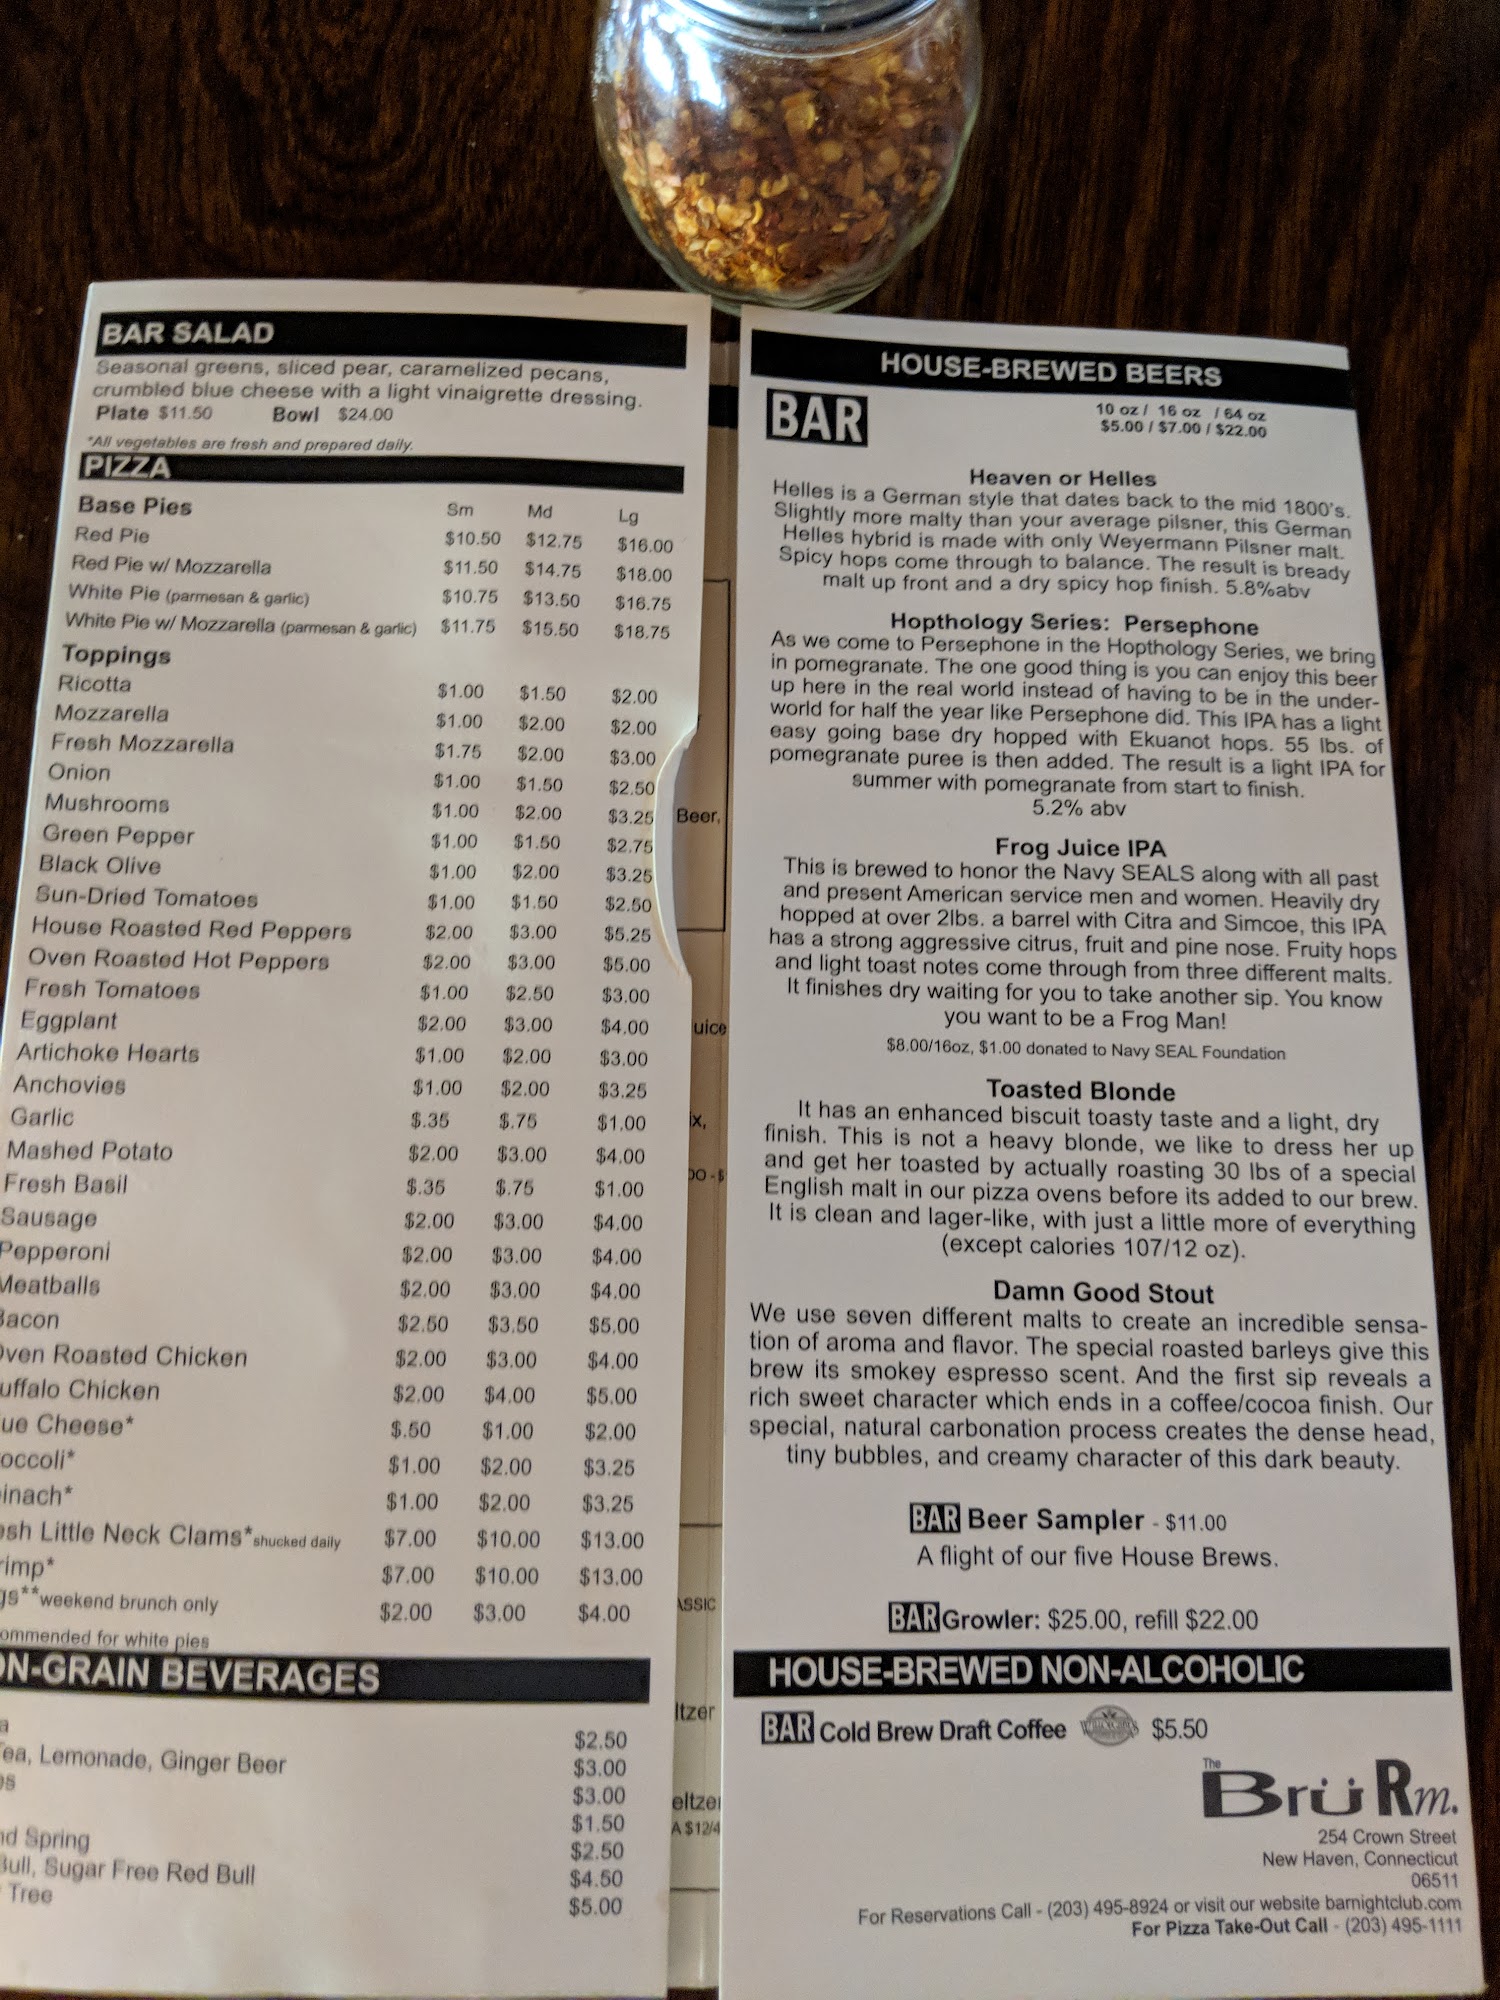 BAR SALAD
Seasonal greens, sliced pear, caramelized pecans,
crumbled blue cheese with a light vinaigrette dressing.
Plate $11.50 Bowl $24.00
*All vegetables are fresh and prepared daily.
PIZZA
Base Pies Sm Md Lg
Red Pie $10.50 $12.75 $16.00
Red Pie w/ Mozzarella $11.50 $14.75 $18.00
White Pie (parmesan & garlic) $10.75 $13.50 $16.75
White Pie w/ Mozzarella (parmesan & garlic) $11.75 $15.50 $18.75
Toppings
Ricotta $1.00 $1.50 $2.00
Mozzarella $1.00 $2.00 $2.00
Fresh Mozzarella $1.75 $2.00 $3.00
Onion $1.00 $1.50 $2.50
Mushrooms $1.00 $2.00 $3.25
Green Pepper $1.00 $1.50 $2.75
Black Olive $1.00 $2.00 $3.25
Sun-Dried Tomatoes $1.00 $1.50 $2.50
House Roasted Red Peppers $2.00 $3.00 $5.25
Oven Roasted Hot Peppers $2.00 $3.00 $5.00
Fresh Tomatoes $1.00 $2.50 $3.00
Eggplant $2.00 $3.00 $4.00
Artichoke Hearts $1.00 $2.00 $3.00
Anchovies $1.00 $2.00 $3.25
Garlic $.35 $.75 $1.00
Mashed Potato $2.00 $3.00 $4.00
Fresh Basil $.35 $.75 $1.00
Sausage $2.00 $3.00 $4.00
Pepperoni $2.00 $3.00 $4.00
Meatballs $2.00 $3.00 $4.00
Bacon $2.50 $3.50 $5.00
Oven Roasted Chicken $2.00 $3.00 $4.00
uffalo Chicken $2.00 $4.00 $5.00
ue Cheese* $.50 $1.00 $2.00
occoli* $1.00 $2.00 $3.25
inach* $1.00 $2.00 $3.25
esh Little Neck Clams*shucked daily $7.00 $10.00 $13.00
rimp* $7.00 $10.00 $13.00
gs**weekend brunch only $2.00 $3.00 $4.00
ommended for white pies
ON-GRAIN BEVERAGES
a $2.50
Tea, Lemonade, Ginger Beer $3.00
os $3.00
$1.50
nd Spring $2.50
Bull, Sugar Free Red Bull $4.50
Tree $5.00
Beer,
uice
ix,
DO - $
ASSIC
ltzer
eltzer
A $12/4
HOUSE-BREWED BEERS
BAR
10 oz / 16 oz / 64 oz
$5.00 / $7.00 / $22.00
Heaven or Helles
Helles is a German style that dates back to the mid 1800's.
Slightly more malty than your average pilsner, this German
Helles hybrid is made with only Weyermann Pilsner malt.
Spicy hops come through to balance. The result is bready
malt up front and a dry spicy hop finish. 5.8%abv
Hopthology Series: Persephone
As we come to Persephone in the Hopthology Series, we bring
in pomegranate. The one good thing is you can enjoy this beer
up here in the real world instead of having to be in the under-
world for half the year like Persephone did. This IPA has a light
easy going base dry hopped with Ekuanot hops. 55 lbs. of
pomegranate puree is then added. The result is a light IPA for
summer with pomegranate from start to finish.
5.2% abv
Frog Juice IPA
This is brewed to honor the Navy SEALS along with all past
and present American service men and women. Heavily dry
hopped at over 2lbs. a barrel with Citra and Simcoe, this IPA
has a strong aggressive citrus, fruit and pine nose. Fruity hops
and light toast notes come through from three different malts.
It finishes dry waiting for you to take another sip. You know
you want to be a Frog Man!
$8.00/16oz, $1.00 donated to Navy SEAL Foundation
Toasted Blonde
It has an enhanced biscuit toasty taste and a light, dry
finish. This is not a heavy blonde, we like to dress her up
and get her toasted by actually roasting 30 lbs of a special
English malt in our pizza ovens before its added to our brew.
It is clean and lager-like, with just a little more of everything
(except calories 107/12 oz).
Damn Good Stout
We use seven different malts to create an incredible sensa-
tion of aroma and flavor. The special roasted barleys give this
brew its smokey espresso scent. And the first sip reveals a
rich sweet character which ends in a coffee/cocoa finish. Our
special, natural carbonation process creates the dense head,
tiny bubbles, and creamy character of this dark beauty.
BAR Beer Sampler - $11.00
A flight of our five House Brews.
BAR Growler: $25.00, refill $22.00
HOUSE-BREWED NON-ALCOHOLIC
BAR Cold Brew Draft Coffee $5.50
The BrüRm.
254 Crown Street
New Haven, Connecticut
06511
For Reservations Call - (203) 495-8924 or visit our website barnightclub.com
For Pizza Take-Out Call - (203) 495-1111